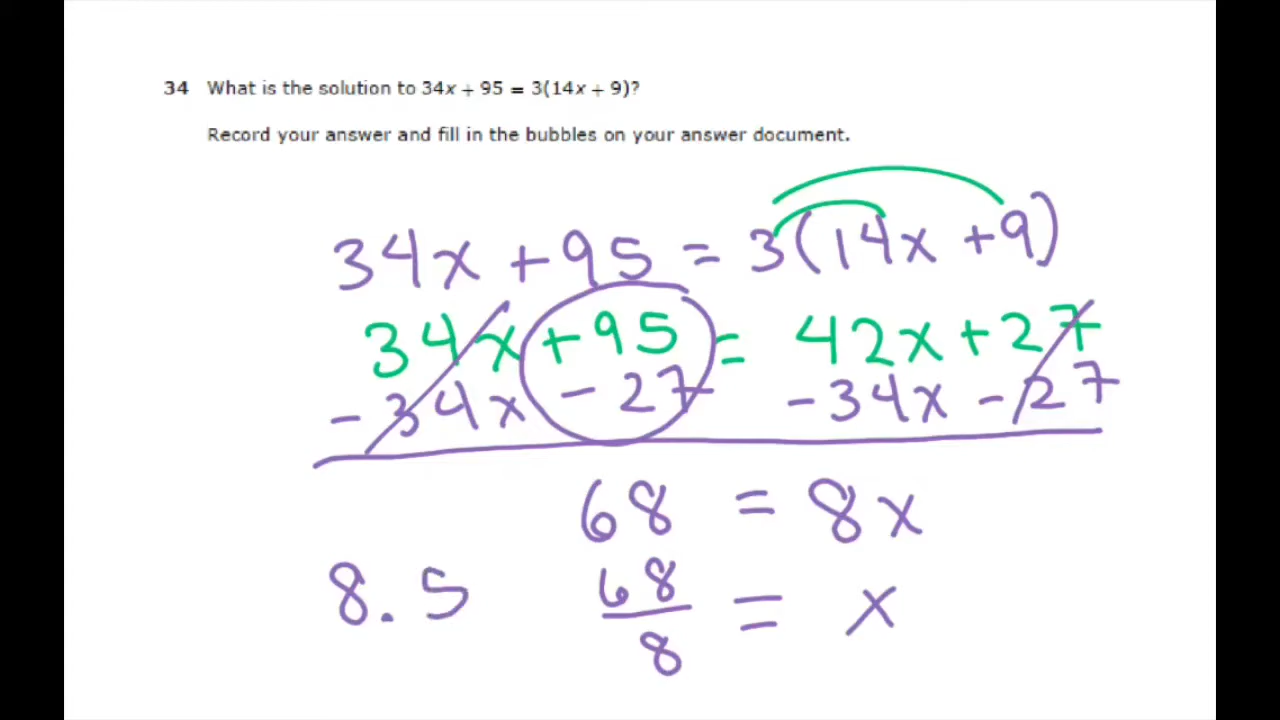 34 What is the solution to 34x + 95 = 3(14x + 9)?
Record your answer and fill in the bubbles on your answer document.
34x + 95 = 3(14x + 9)
34x + 95 = 42x + 27
- 34x - 27 - 34x - 27
68 = 8x
8.5 68/8 = x